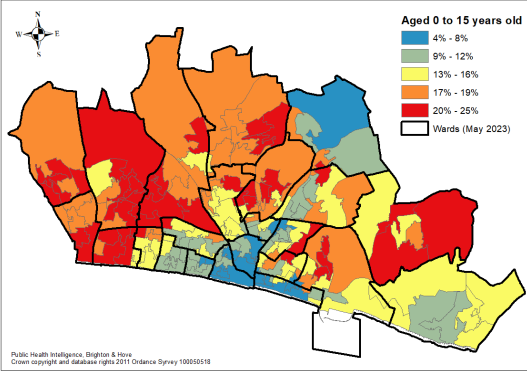 N
W E
S
Aged 0 to 15 years old
4% - 8%
9% - 12%
13% - 16%
17% - 19%
20% - 25%
Wards (May 2023)
Public Health Intelligence, Brighton & Hove
Crown copyright and database rights 2011 Ordance Syrvey 100050518